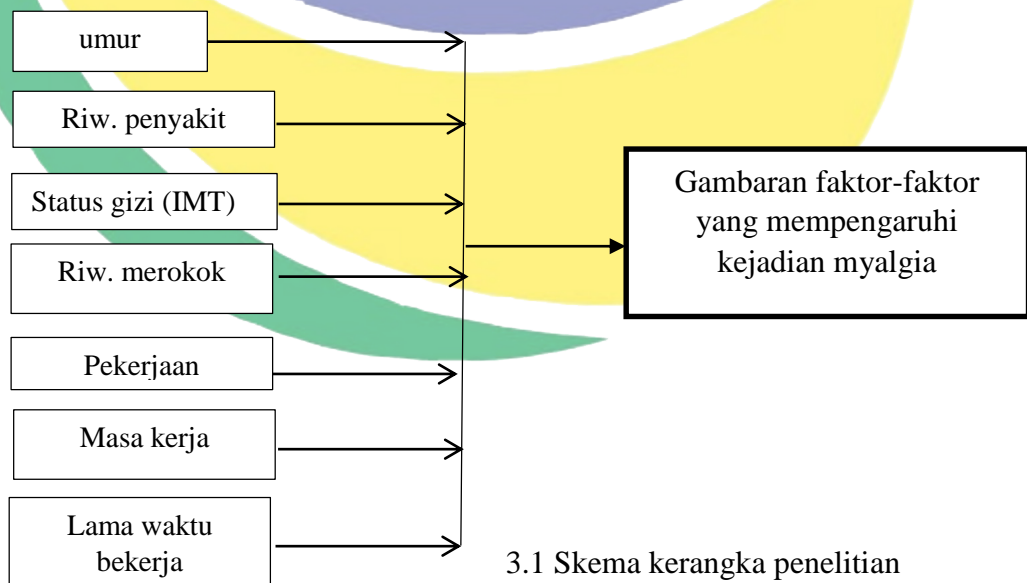 umur
Riw. penyakit
Status gizi (IMT)
Riw. merokok
Pekerjaan
Masa kerja
Lama waktu
bekerja
Gambaran faktor-faktor
yang mempengaruhi
kejadian myalgia
3.1 Skema kerangka penelitian